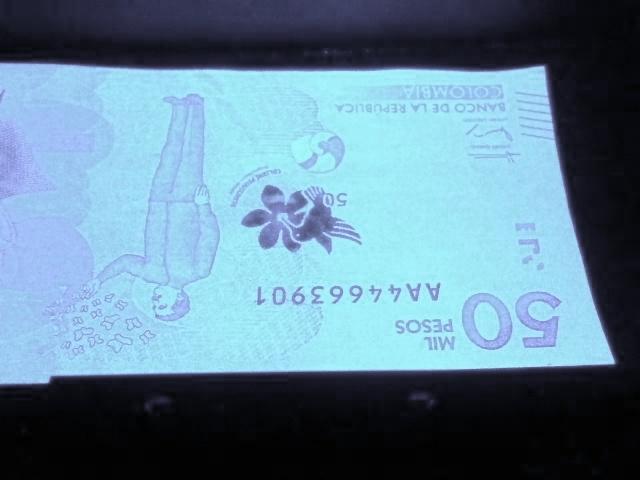 BANCO DE LA REPÚBLICA
COLOMBIA
50
AA44663901
50
MIL
PESOS